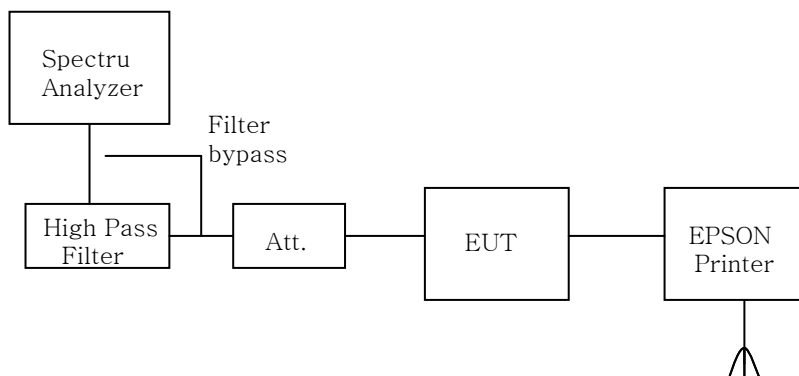 Spectru
Analyzer
Filter
bypass
High Pass
Filter
Att.
EUT
EPSON
Printer